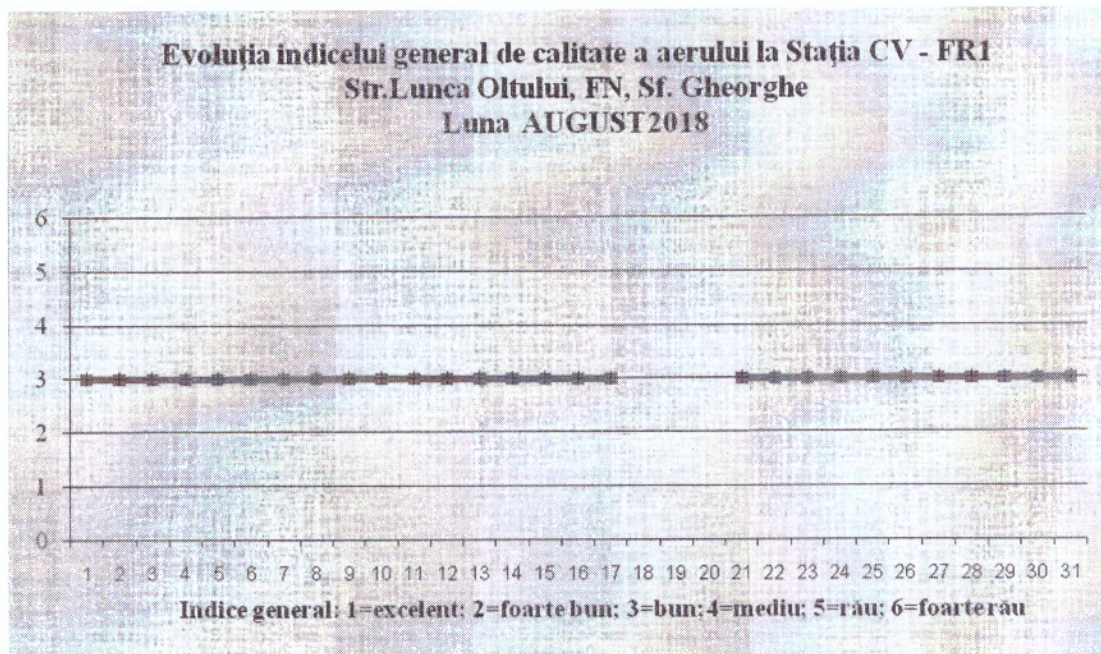 Evoluția indicelui general de calitate a aerului la Stația CV - FR1
Str.Lunca Oltului, FN, Sf. Gheorghe
Luna AUGUST2018
6
5
4
3
2
1
0
1 2 3 4 5 6 7 8 9 10 11 12 13 14 15 16 17 18 19 20 21 22 23 24 25 26 27 28 29 30 31
Indice general: 1=excelent; 2=foarte bun; 3=bun; 4=mediu; 5=rău; 6=foarte rău